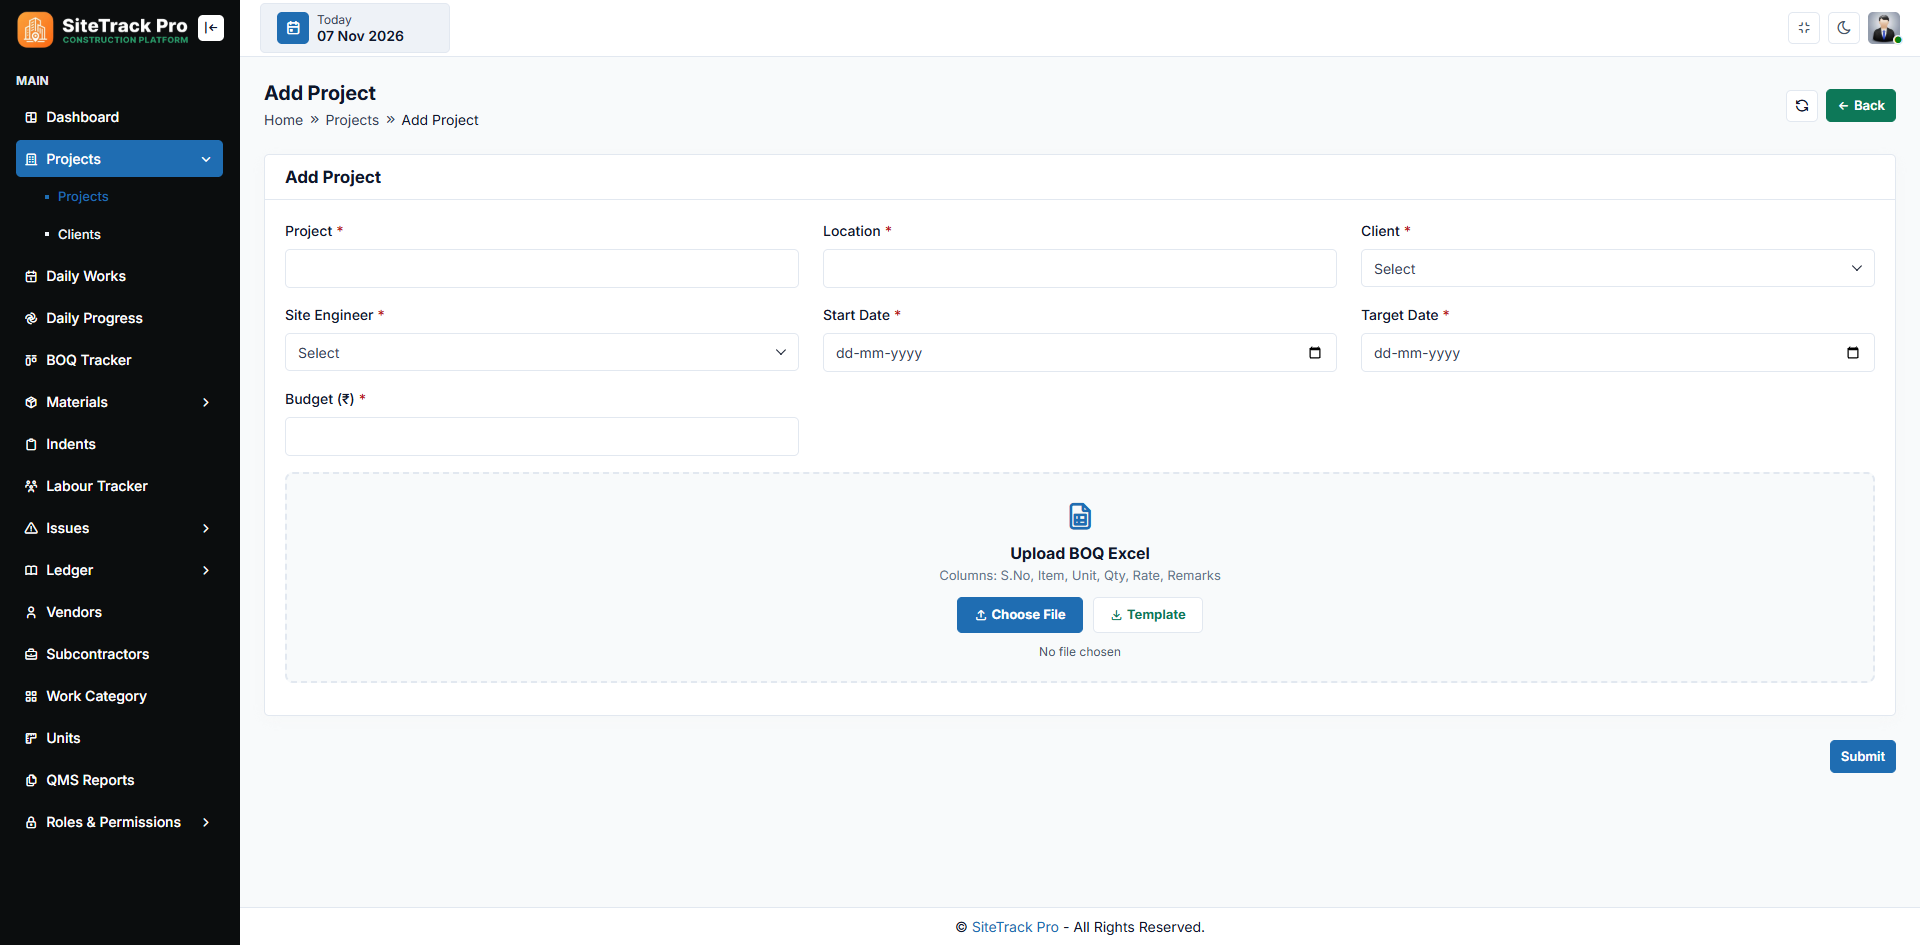 SiteTrack Pro
CONSTRUCTION PLATFORM
MAIN
Dashboard
Projects
Projects
Clients
Daily Works
Daily Progress
BOQ Tracker
Materials
Indents
Labour Tracker
Issues
Ledger
Vendors
Subcontractors
Work Category
Units
QMS Reports
Roles & Permissions
Today
07 Nov 2026
Add Project
Home » Projects » Add Project
Back
Add Project
Project *
Location *
Client *
Select
Site Engineer *
Start Date *
Target Date *
Select
dd-mm-yyyy
dd-mm-yyyy
Budget (₹) *
Upload BOQ Excel
Columns: S.No, Item, Unit, Qty, Rate, Remarks
Choose File
Template
No file chosen
Submit
© SiteTrack Pro - All Rights Reserved.